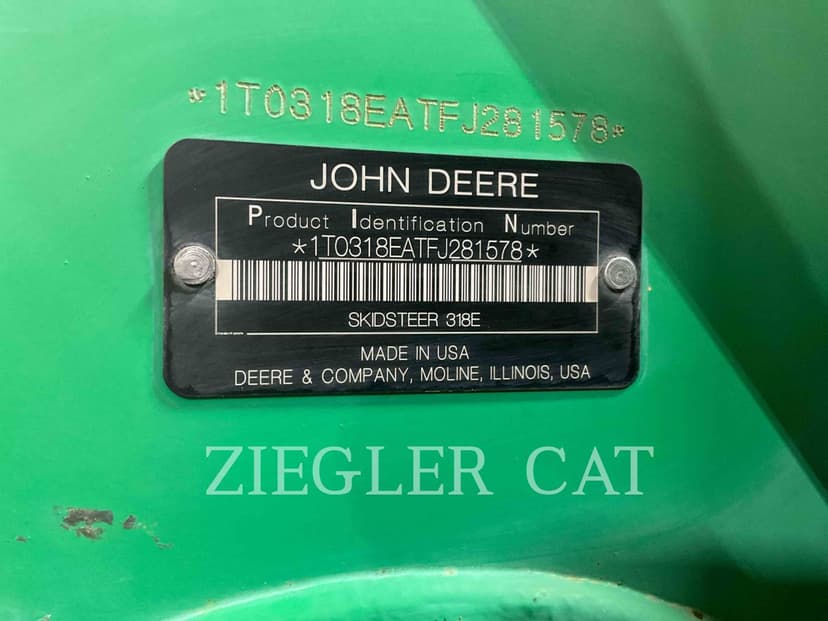 *1T0318EATFJ281578*
JOHN DEERE
Product Identification Number
*1T0318EATFJ281578*
SKIDSTEER 318E
MADE IN USA
DEERE & COMPANY, MOLINE, ILLINOIS, USA
ZIEGLER CAT